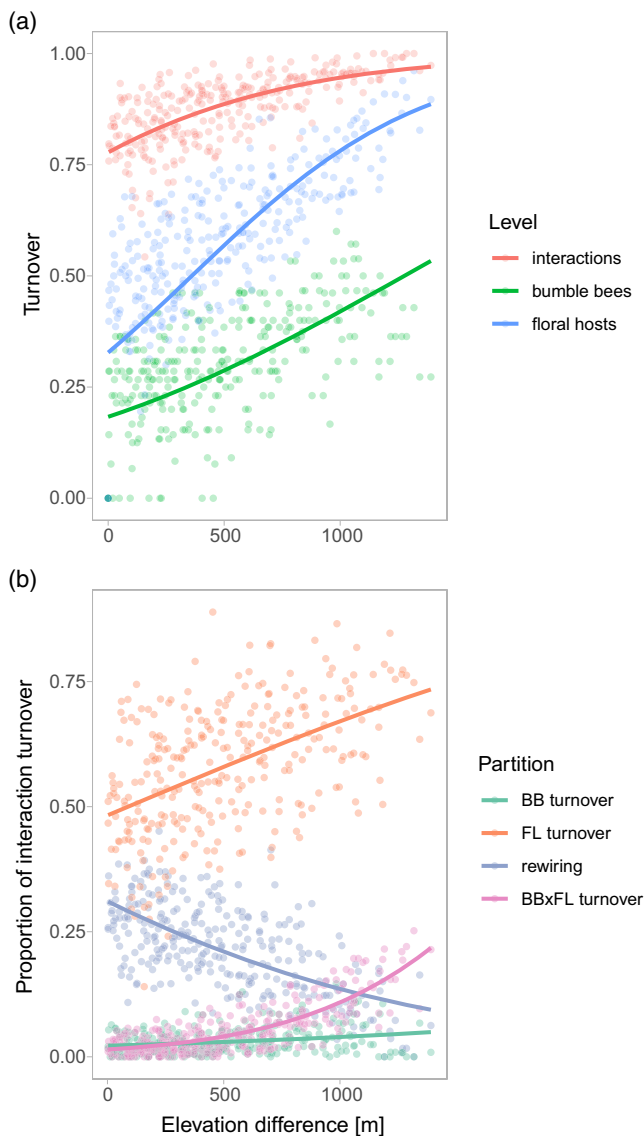 (a)
1.00
0.75
0.50
0.25
0.00
Turnover
0
500
1000
Level
interactions
bumble bees
floral hosts
(b)
0.75
0.50
0.25
0.00
Proportion of interaction turnover
0
500
1000
Elevation difference [m]
Partition
BB turnover
FL turnover
rewiring
BBxFL turnover